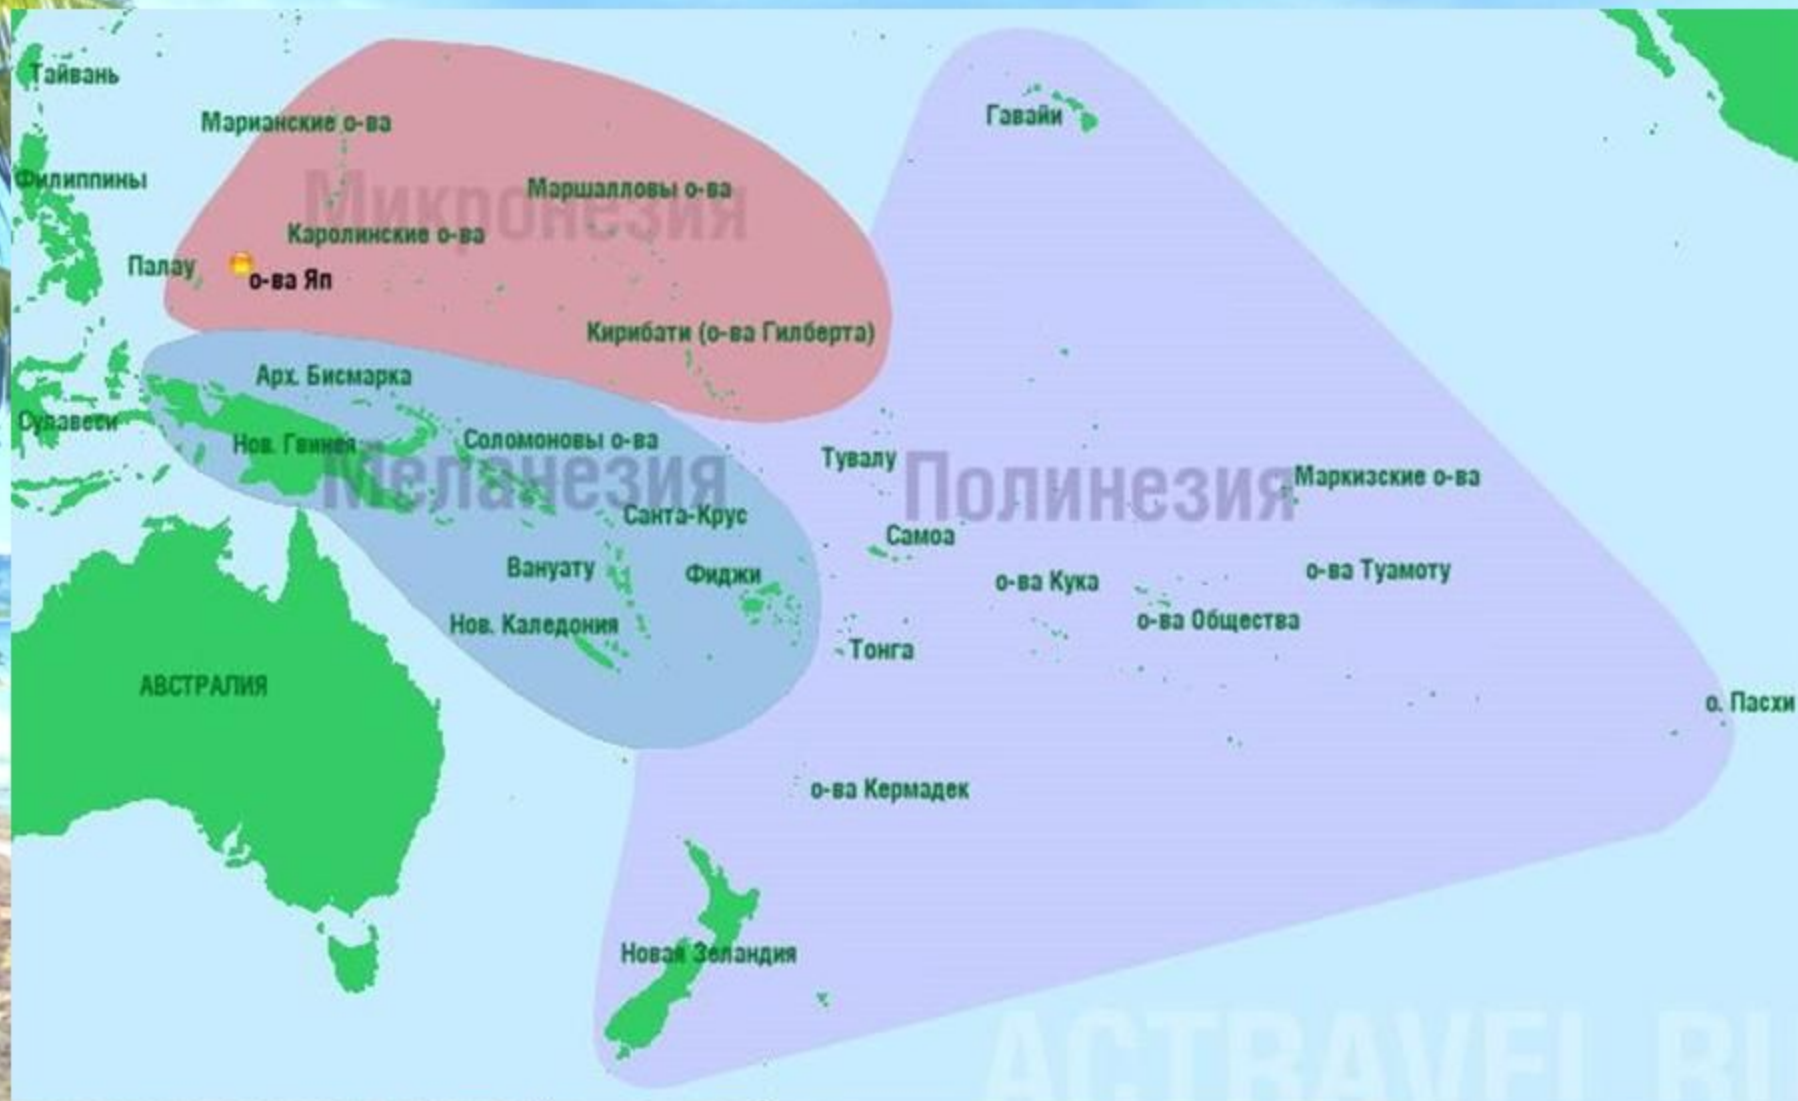 Тайвань
Гавайи
Марианские о-ва
Филиппины
Микронезия
Маршалловы о-ва
Каролинские о-ва
Палау
о-ва Яп
Кирибати (о-ва Гилберта)
Арх. Бисмарка
Сулавеси
Нов. Гвинея
Соломоновы о-ва
Меланезия
Тувалу
Полинезия
Маркизские о-ва
Санта-Крус
Самоа
Вануату
Фиджи
о-ва Кука
о-ва Туамоту
Нов. Каледония
о-ва Общества
Тонга
АВСТРАЛИЯ
о. Пасхи
о-ва Кермадек
Новая Зеландия
ACTRAVEL.RU